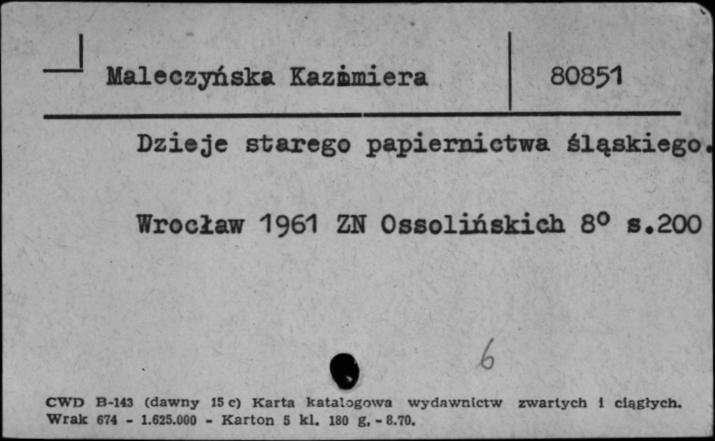 Maleczyńska Kazimiera 80851
Dzieje starego papiernictwa śląskiego.
Wrocław 1961 ZN Ossolińskich 8° s.200
6
CWD B-143 (dawny 15 c) Karta katalogowa wydawnictw zwartych i ciągłych.
Wrak 674 - 1.625.000 - Karton 5 kl. 180 g. - 8.70.